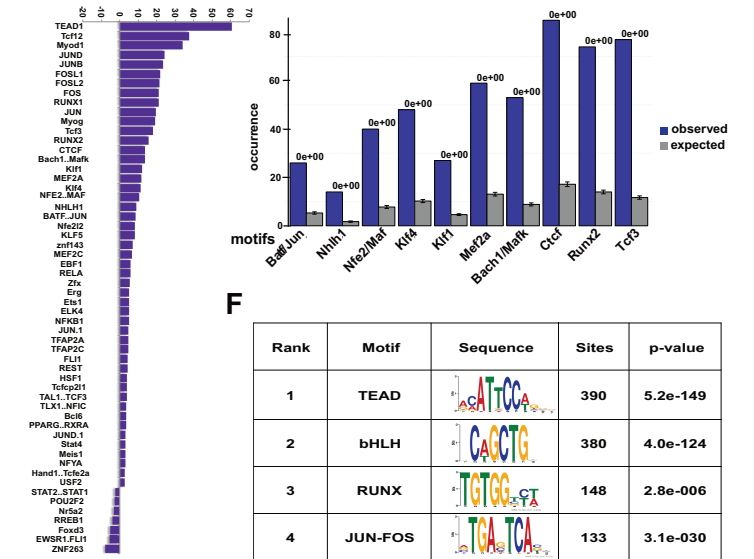 -20 -10 0 10 20 30 40 50 60 70
TEAD1
Tcf12
Myod1
JUND
JUNB
FOSL1
FOSL2
FOS
RUNX1
JUN
Myog
Tcf3
RUNX2
CTCF
Bach1..Mafk
Klf1
MEF2A
Klf4
NFE2..MAF
NHLH1
BATF..JUN
Nfe2l2
KLF5
znf143
MEF2C
EBF1
RELA
Zfx
Erg
Ets1
ELK4
NFKB1
JUN.1
TFAP2A
TFAP2C
FLI1
REST
HSF1
Tcfcp2l1
TAL1..TCF3
TLX1..NFIC
Bcl6
PPARG..RXRA
JUND.1
Stat4
Meis1
NFYA
Hand1..Tcfe2a
USF2
STAT2..STAT1
POU2F2
Nr5a2
RREB1
Foxd3
EWSR1.FLI1
ZNF263
occurrence
80
60
40
20
0
0e+00 0e+00 0e+00 0e+00 0e+00 0e+00 0e+00 0e+00 0e+00 0e+00
observed
expected
motifs
Batf/Jun Nhlh1 Nfe2/Maf Klf4 Klf1 Mef2a Bach1/Mafk Ctcf Runx2 Tcf3
F
Rank Motif Sequence Sites p-value
1 TEAD ATTCC 390 5.2e-149
2 bHLH CAGCTG 380 4.0e-124
3 RUNX TGTGG 148 2.8e-006
4 JUN-FOS TGA TCA 133 3.1e-030